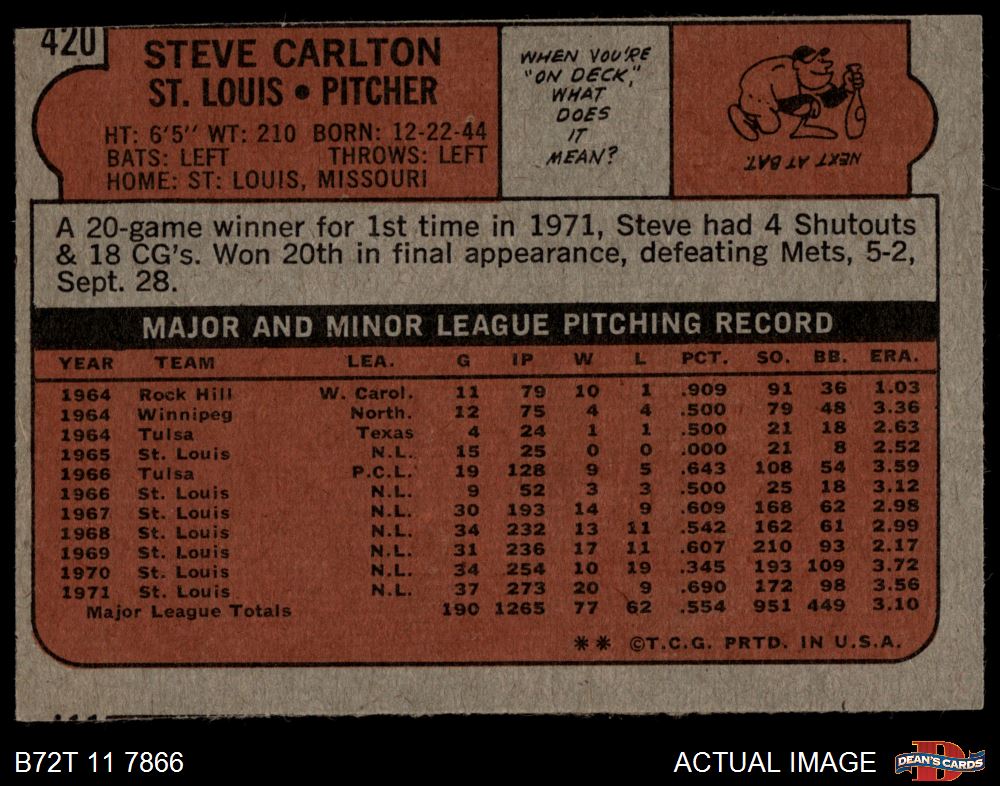 420
STEVE CARLTON
ST. LOUIS • PITCHER
HT: 6'5" WT: 210 BORN: 12-22-44
BATS: LEFT THROWS: LEFT
HOME: ST: LOUIS, MISSOURI
WHEN YOU'RE
"ON DECK,"
WHAT
DOES
IT
MEAN?
NEXT AT BAT.
A 20-game winner for 1st time in 1971, Steve had 4 Shutouts
& 18 CG's. Won 20th in final appearance, defeating Mets, 5-2,
Sept. 28.
MAJOR AND MINOR LEAGUE PITCHING RECORD
YEAR TEAM LEA. G IP W L PCT. SO. BB. ERA.
1964 Rock Hill W. Carol. 11 79 10 1 .909 91 36 1.03
1964 Winnipeg North. 12 75 4 4 .500 79 48 3.36
1964 Tulsa Texas 4 24 1 1 .500 21 18 2.63
1965 St. Louis N.L. 15 25 0 0 .000 21 8 2.52
1966 Tulsa P.C.L. 19 128 9 5 .643 108 54 3.59
1966 St. Louis N.L. 9 52 3 3 .500 25 18 3.12
1967 St. Louis N.L. 30 193 14 9 .609 168 62 2.98
1968 St. Louis N.L. 34 232 13 11 .542 162 61 2.99
1969 St. Louis N.L. 31 236 17 11 .607 210 93 2.17
1970 St. Louis N.L. 34 254 10 19 .345 193 109 3.72
1971 St. Louis N.L. 37 273 20 9 .690 172 98 3.56
Major League Totals 190 1265 77 62 .554 951 449 3.10
** ©T.C.G. PRTD. IN U.S.A.
B72T 11 7866
ACTUAL IMAGE
DEAN'S CARDS